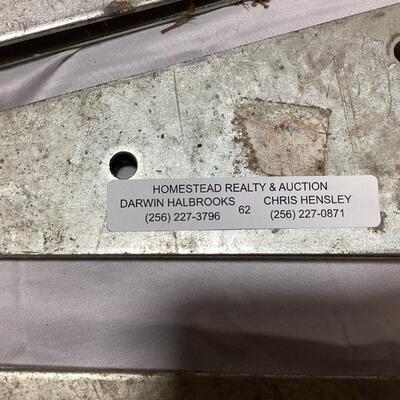 HOMESTEAD REALTY & AUCTION
DARWIN HALBROOKS 62 CHRIS HENSLEY
(256) 227-3796 (256) 227-0871